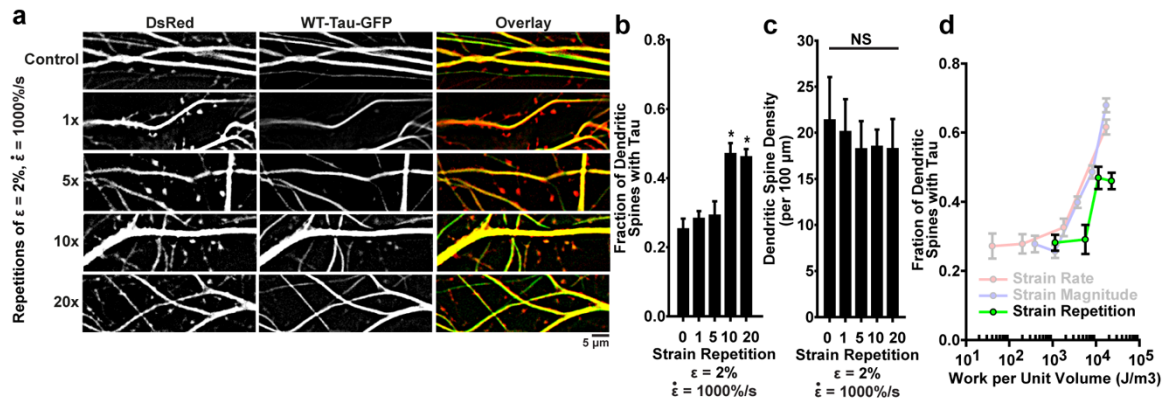 a
DsRed
WT-Tau-GFP
Overlay
Repetitions of ε = 2%, ε̇ = 1000%/s
Control
1x
5x
10x
20x
5 µm
b
Fraction of Dendritic
Spines with Tau
0.8
0.6
0.4
0.2
0.0
* *
0 1 5 10 20
Strain Repetition
ε = 2%
ε̇ = 1000%/s
c
Dendritic Spine Density
(per 100 µm)
NS
30
25
20
15
10
5
0
0 1 5 10 20
Strain Repetition
ε = 2%
ε̇ = 1000%/s
d
Fration of Dendritic
Spines with Tau
0.8
0.6
0.4
0.2
0.0
Strain Rate
Strain Magnitude
Strain Repetition
10¹ 10² 10³ 10⁴ 10⁵
Work per Unit Volume (J/m3)